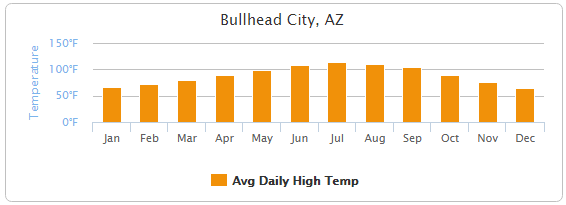 Bullhead City, AZ
Temperature
150°F
100°F
50°F
0°F
Jan Feb Mar Apr May Jun Jul Aug Sep Oct Nov Dec
Avg Daily High Temp